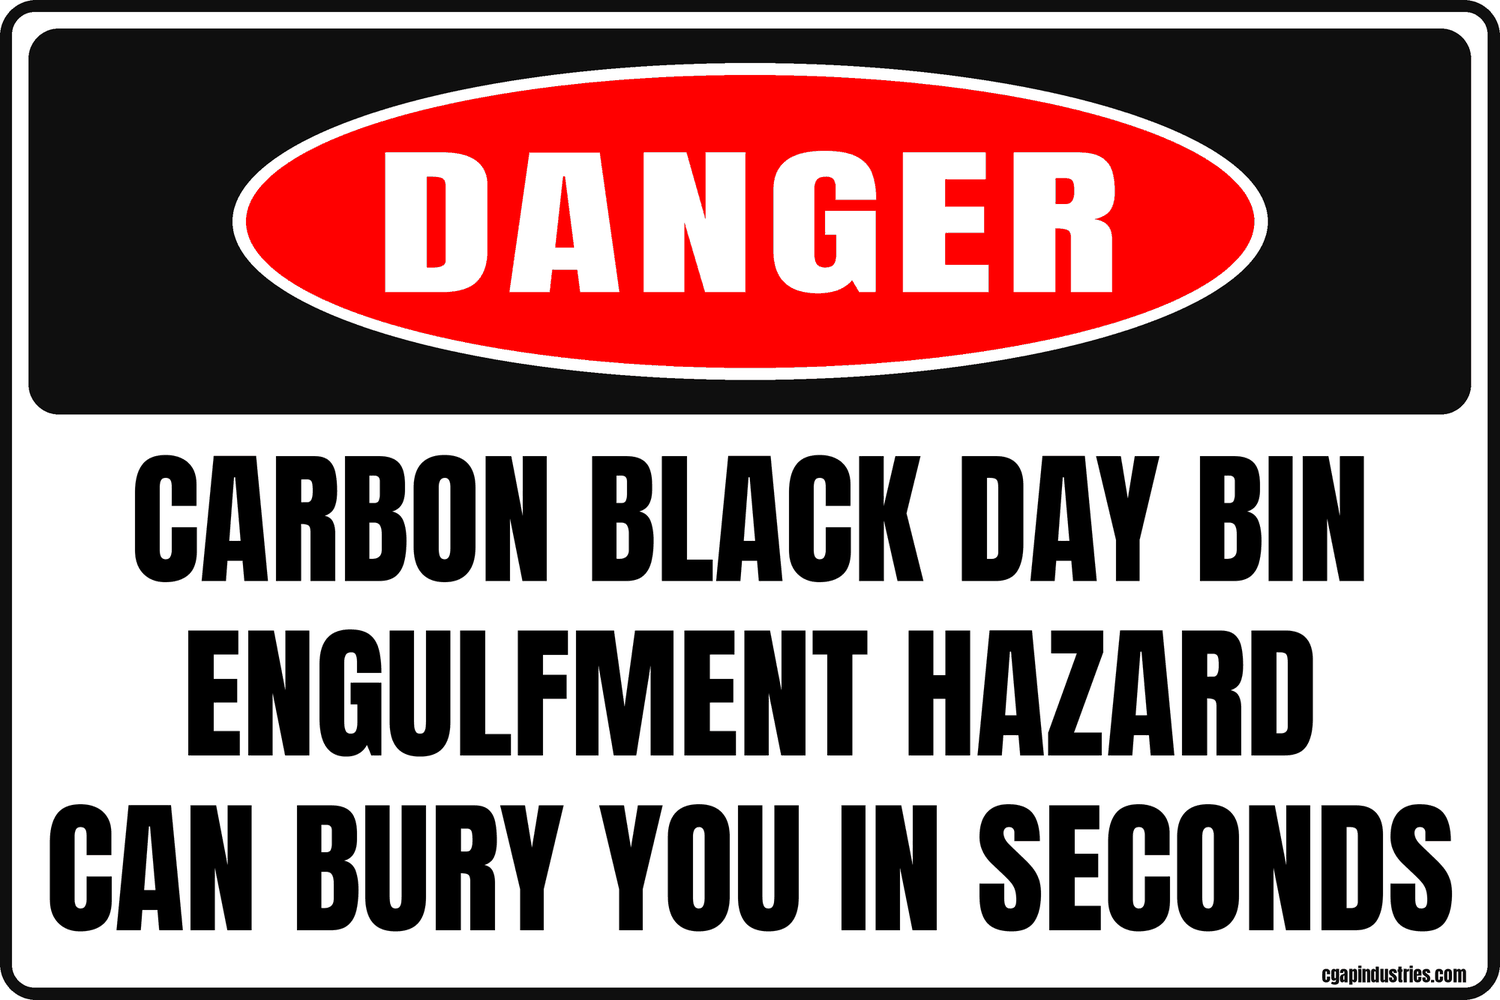 DANGER
CARBON BLACK DAY BIN
ENGULFMENT HAZARD
CAN BURY YOU IN SECONDS
cgapindustries.com